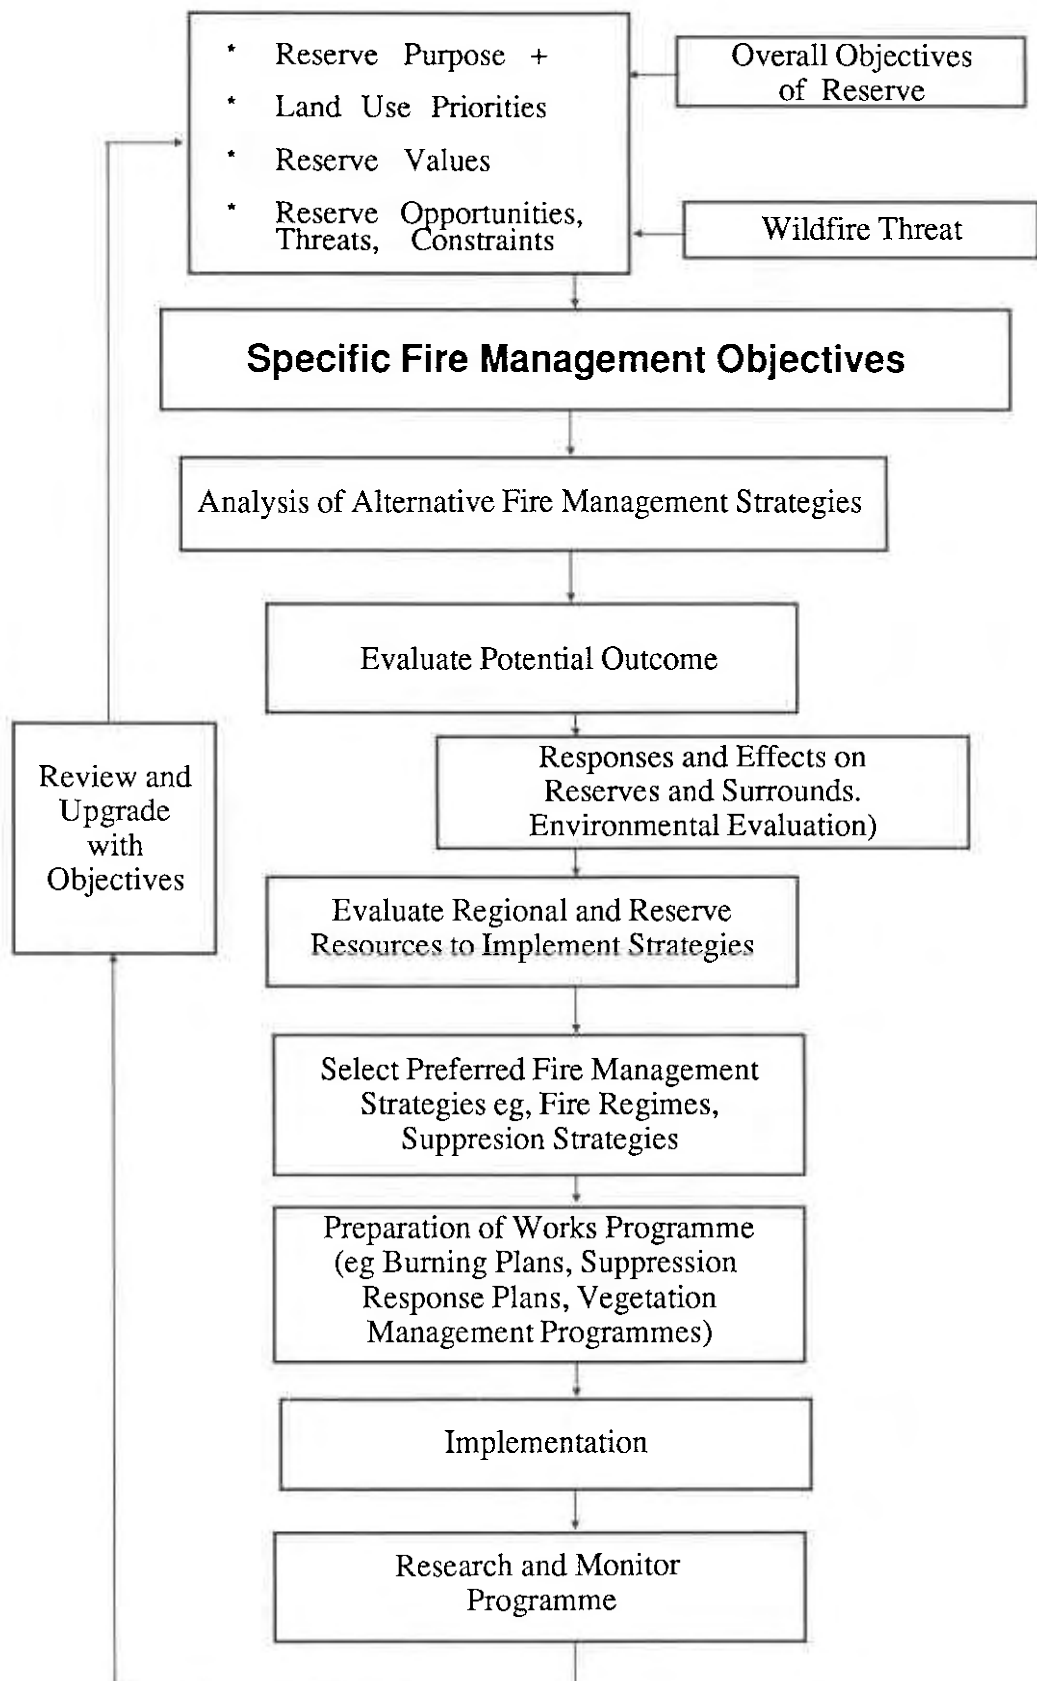 * Reserve Purpose +
* Land Use Priorities
* Reserve Values
* Reserve Opportunities,
Threats, Constraints
Overall Objectives
of Reserve
Wildfire Threat
Specific Fire Management Objectives
Analysis of Alternative Fire Management Strategies
Evaluate Potential Outcome
Responses and Effects on
Reserves and Surrounds.
Environmental Evaluation)
Review and
Upgrade
with
Objectives
Evaluate Regional and Reserve
Resources to Implement Strategies
Select Preferred Fire Management
Strategies eg, Fire Regimes,
Suppresion Strategies
Preparation of Works Programme
(eg Burning Plans, Suppression
Response Plans, Vegetation
Management Programmes)
Implementation
Research and Monitor
Programme